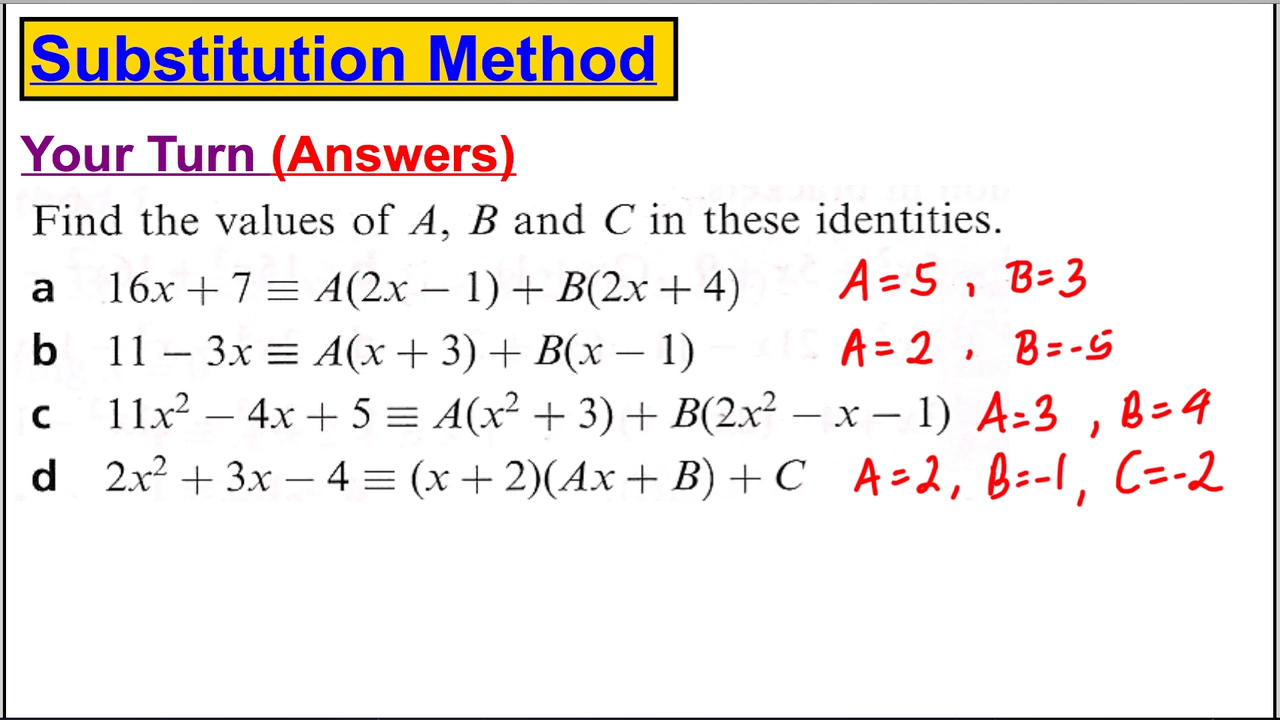 Substitution Method
Your Turn (Answers)
Find the values of A, B and C in these identities.
a 16x + 7 ≡ A(2x − 1) + B(2x + 4) A = 5 , B = 3
b 11 − 3x ≡ A(x + 3) + B(x − 1) A = 2 , B = -5
c 11x² − 4x + 5 ≡ A(x² + 3) + B(2x² − x − 1) A = 3 , B = 4
d 2x² + 3x − 4 ≡ (x + 2)(Ax + B) + C A = 2, B = -1, C = -2